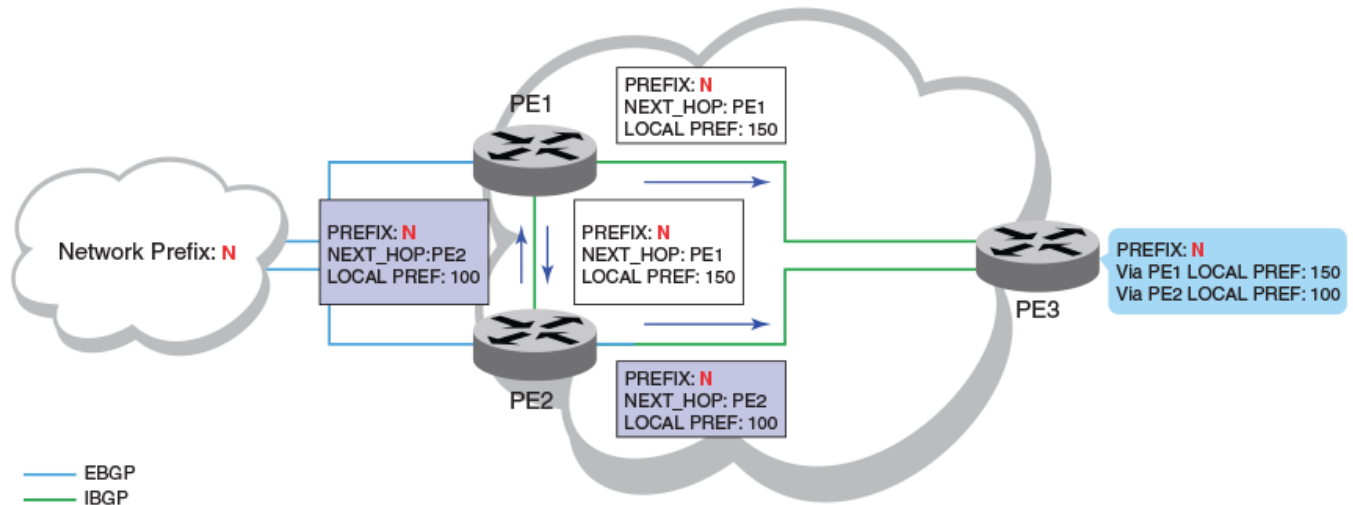 PREFIX: N
NEXT_HOP: PE1
LOCAL PREF: 150
PE1
Network Prefix: N
PREFIX: N
NEXT_HOP:PE2
LOCAL PREF: 100
PREFIX: N
NEXT_HOP: PE1
LOCAL PREF: 150
PREFIX: N
Via PE1 LOCAL PREF: 150
Via PE2 LOCAL PREF: 100
PE3
PE2
PREFIX: N
NEXT_HOP: PE2
LOCAL PREF: 100
EBGP
IBGP